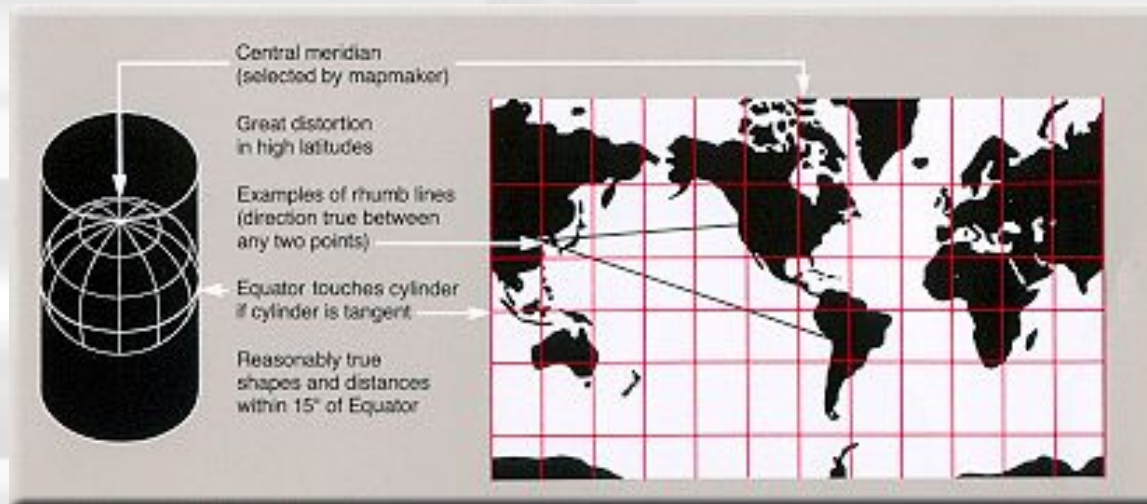 Central meridian
(selected by mapmaker)
Great distortion
in high latitudes
Examples of rhumb lines
(direction true between
any two points)
Equator touches cylinder
if cylinder is tangent
Reasonably true
shapes and distances
within 15° of Equator